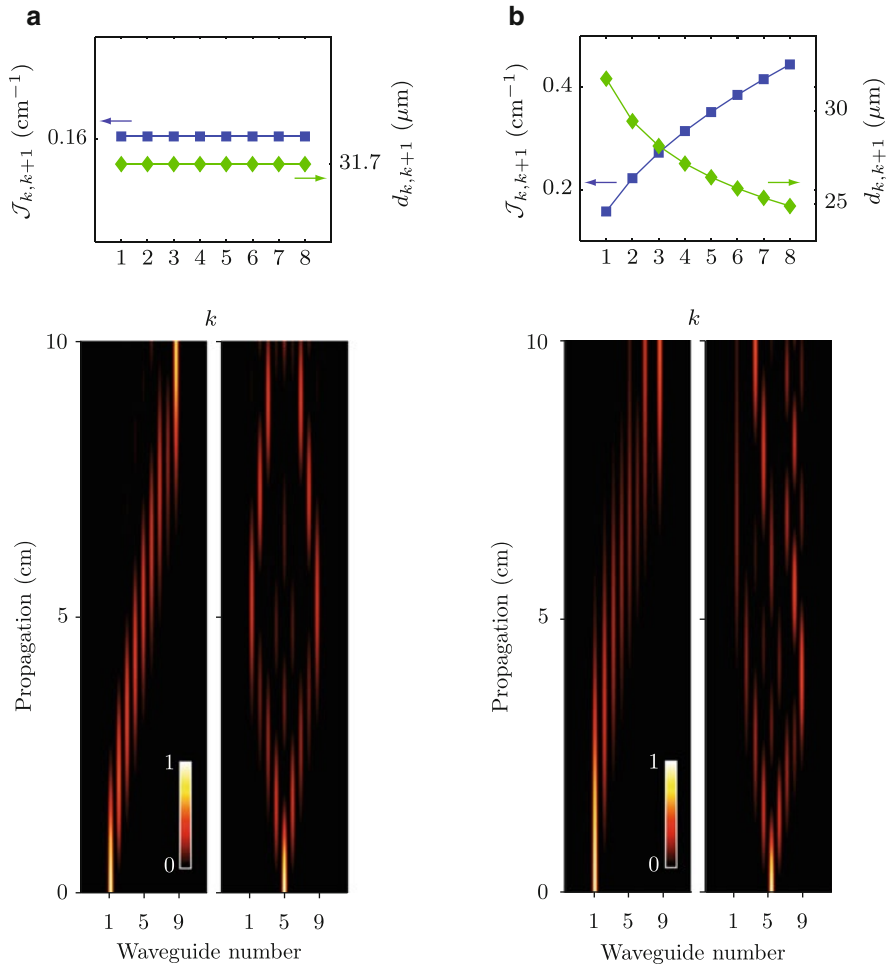 a
𝒥k,k+1 (cm⁻¹)
0.16
31.7
dk,k+1 (μm)
1 2 3 4 5 6 7 8
k
10
5
0
Propagation (cm)
1
0
1 5 9 1 5 9
Waveguide number
b
𝒥k,k+1 (cm⁻¹)
0.4
0.2
30
25
dk,k+1 (μm)
1 2 3 4 5 6 7 8
k
10
5
0
Propagation (cm)
1
0
1 5 9 1 5 9
Waveguide number